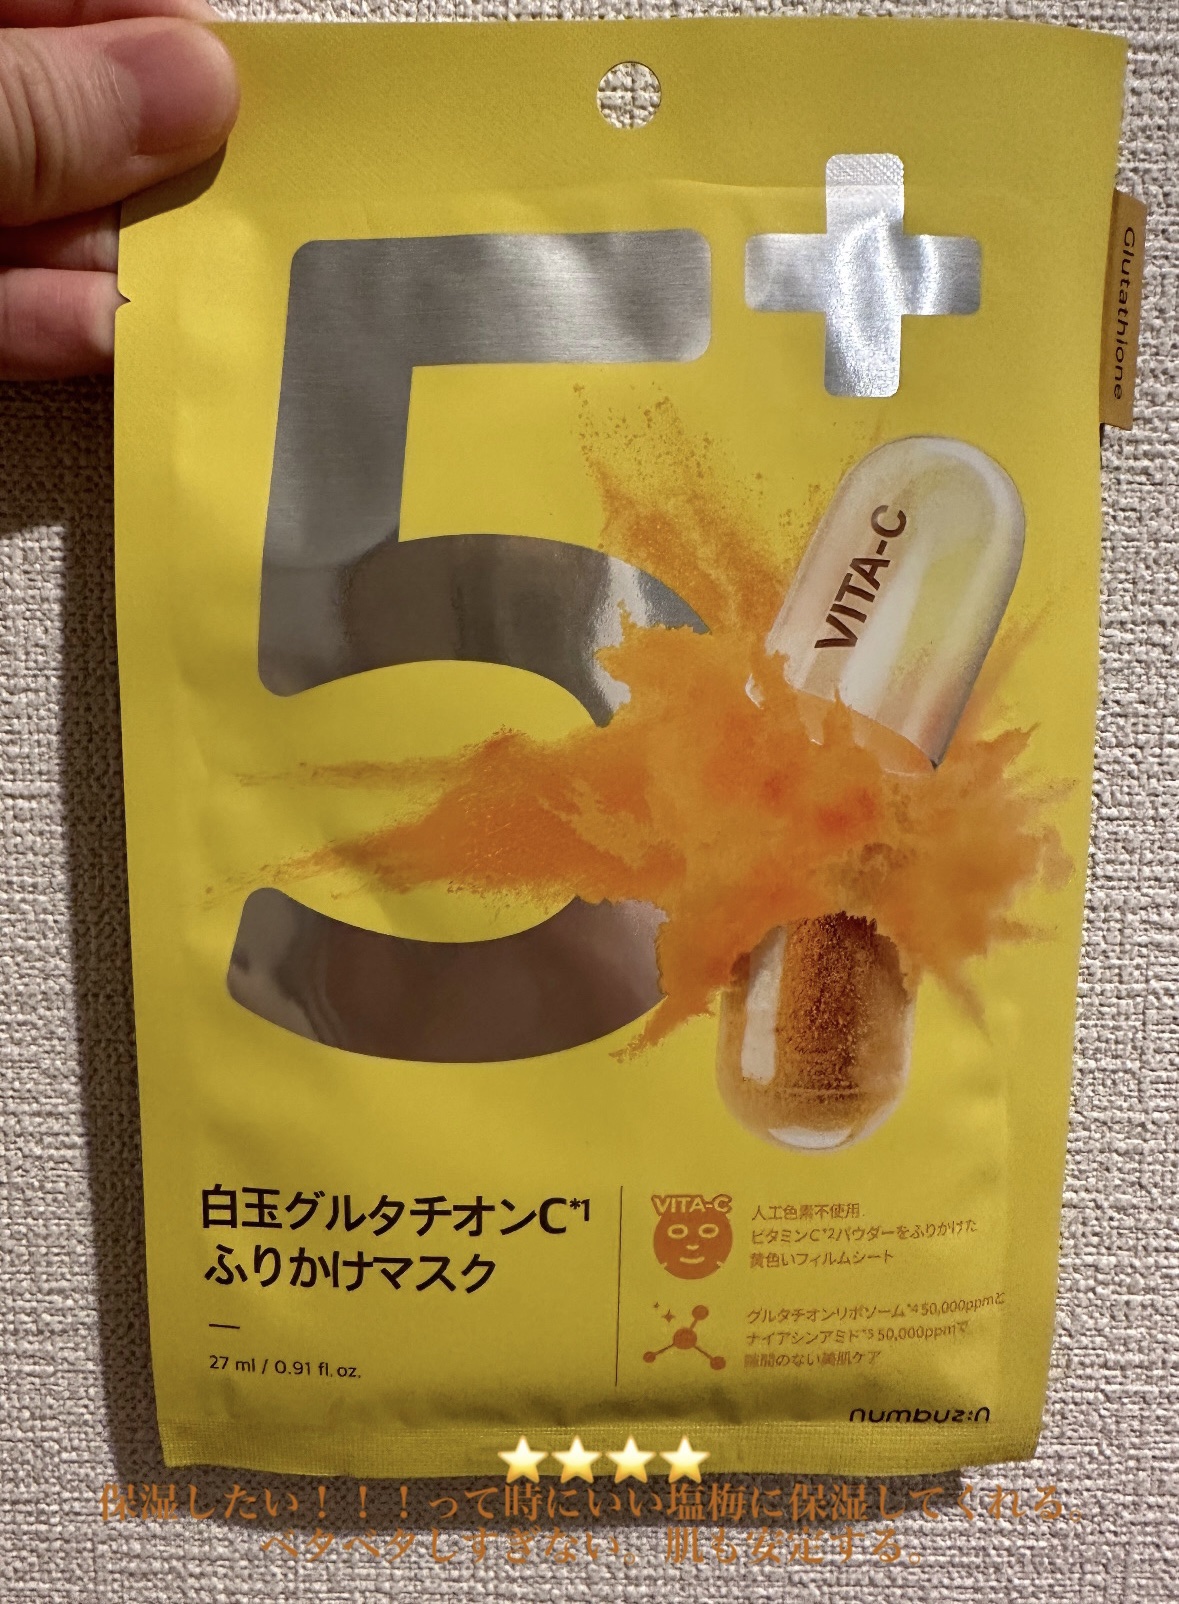 5+
Glutathione
VITA-C
白玉グルタチオンC*1
ふりかけマスク
27 ml / 0.91 fl. oz.
VITA-C
人工色素不使用
ビタミンC*2パウダーをふりかけた
黄色いフィルムシート
グルタチオンリポソーム*4 50,000ppmと
ナイアシンアミド*5 50,000ppmで
隙間のない美肌ケア
numbuz:n
保湿したい！！！って時にいい塩梅に保湿してくれる。
ベタベタしすぎない。肌も安定する。